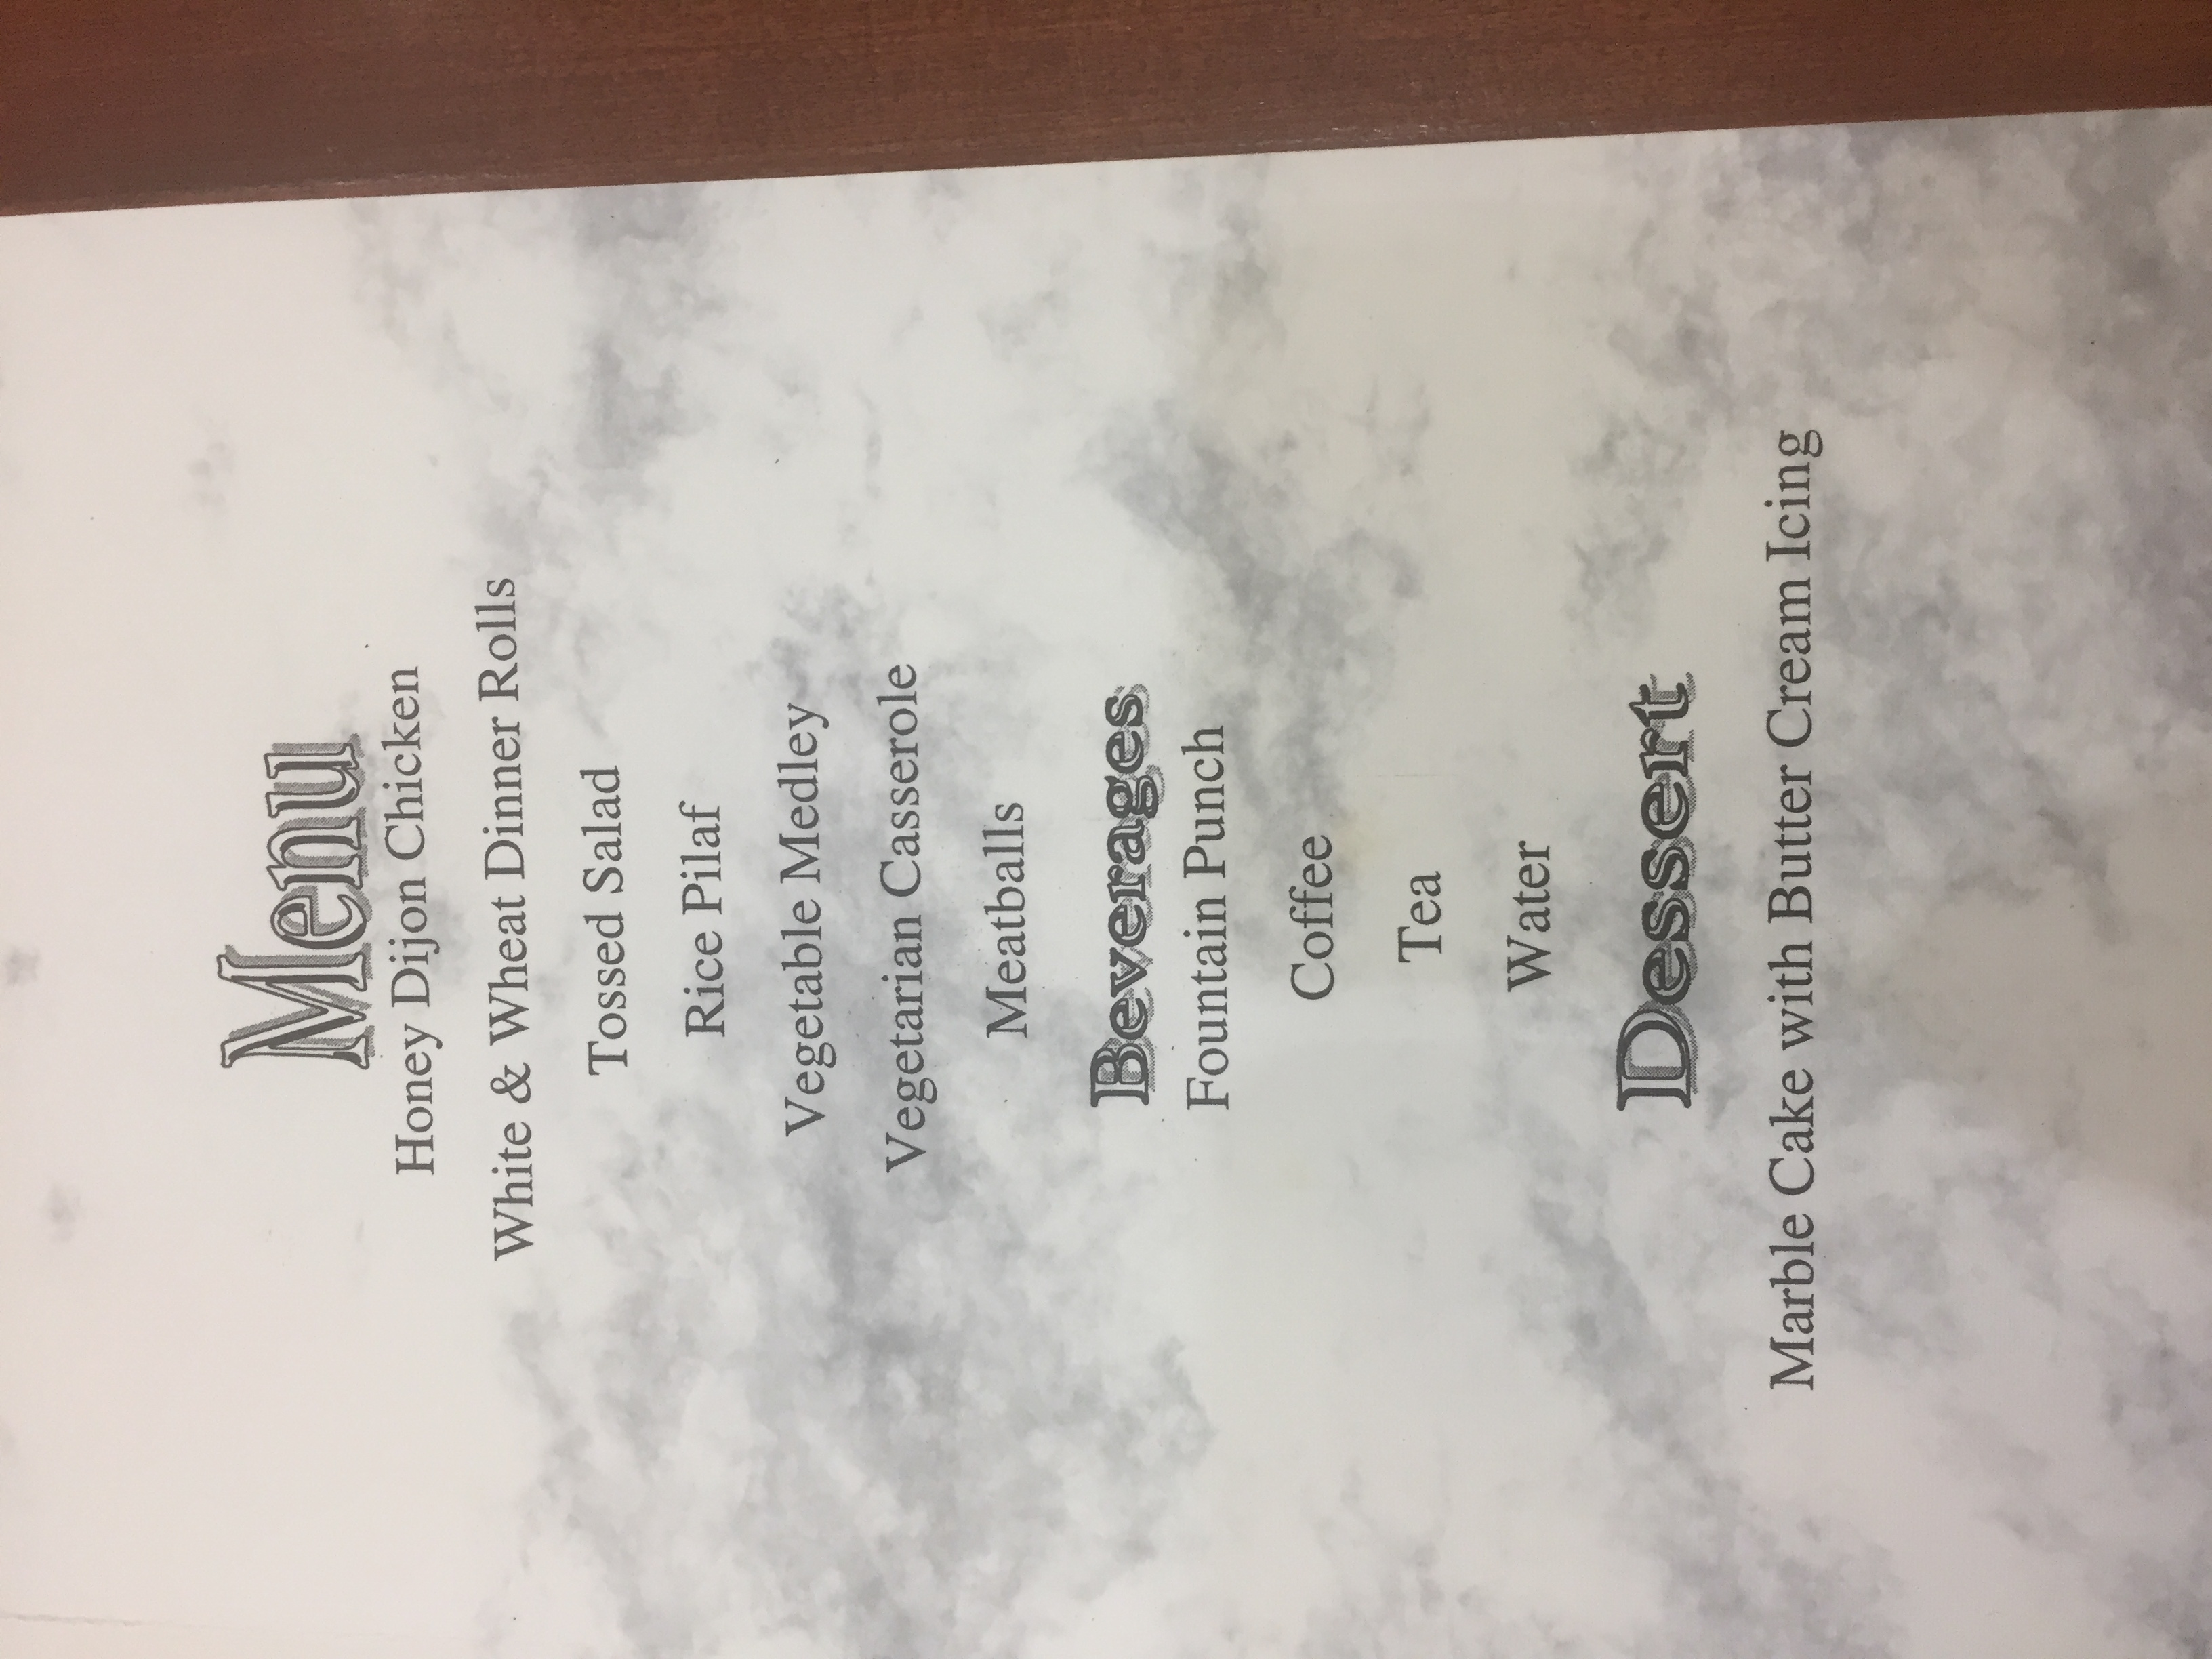 Menu
Honey Dijon Chicken
White & Wheat Dinner Rolls
Tossed Salad
Rice Pilaf
Vegetable Medley
Vegetarian Casserole
Meatballs
Beverages
Fountain Punch
Coffee
Tea
Water
Dessert
Marble Cake with Butter Cream Icing